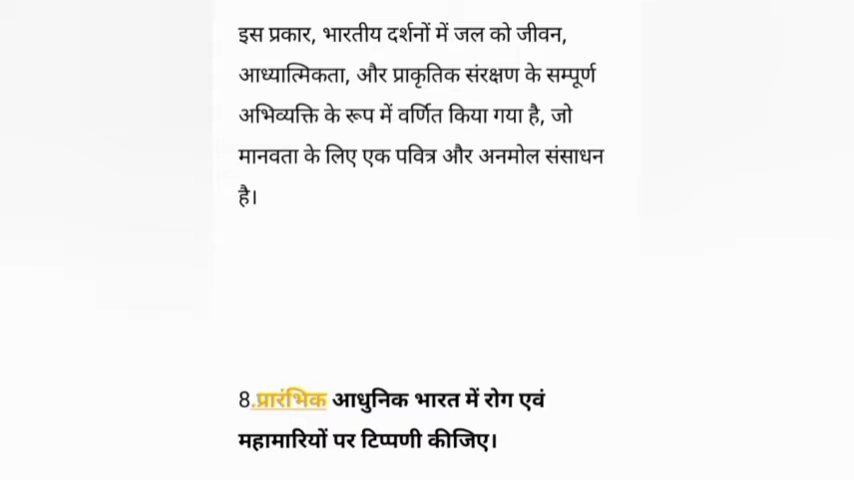 इस प्रकार, भारतीय दर्शनों में जल को जीवन,
आध्यात्मिकता, और प्राकृतिक संरक्षण के सम्पूर्ण
अभिव्यक्ति के रूप में वर्णित किया गया है, जो
मानवता के लिए एक पवित्र और अनमोल संसाधन
है।
8.प्रारंभिक आधुनिक भारत में रोग एवं
महामारियों पर टिप्पणी कीजिए।